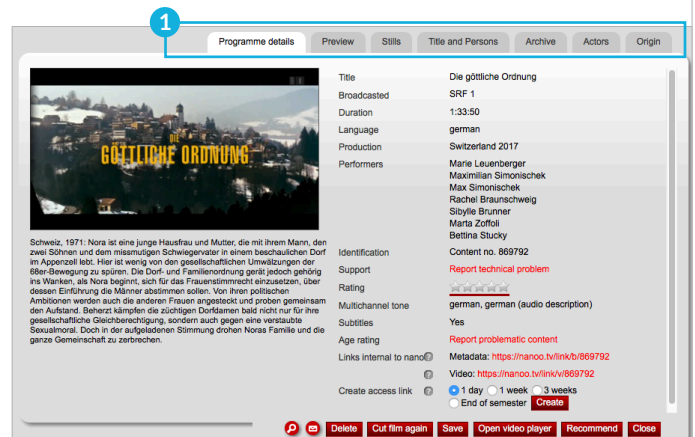 1
Programme details Preview Stills Title and Persons Archive Actors Origin
DIE
GÖTTLICHE ORDNUNG
Schweiz, 1971: Nora ist eine junge Hausfrau und Mutter, die mit ihrem Mann, den
zwei Söhnen und dem missmutigen Schwiegervater in einem beschaulichen Dorf
im Appenzell lebt. Hier ist wenig von den gesellschaftlichen Umwälzungen der
68er-Bewegung zu spüren. Die Dorf- und Familienordnung gerät jedoch gehörig
ins Wanken, als Nora beginnt, sich für das Frauenstimmrecht einzusetzen, über
dessen Einführung die Männer abstimmen sollen. Von ihren politischen
Ambitionen werden auch die anderen Frauen angesteckt und proben gemeinsam
den Aufstand. Beherzt kämpfen die züchtigen Dorfdamen bald nicht nur für ihre
gesellschaftliche Gleichberechtigung, sondern auch gegen eine verstaubte
Sexualmoral. Doch in der aufgeladenen Stimmung drohen Noras Familie und die
ganze Gemeinschaft zu zerbrechen.
Title Die göttliche Ordnung
Broadcasted SRF 1
Duration 1:33:50
Language german
Production Switzerland 2017
Performers Marie Leuenberger
Maximilian Simonischek
Max Simonischek
Rachel Braunschweig
Sibylle Brunner
Marta Zoffoli
Bettina Stucky
Identification Content no. 869792
Support Report technical problem
Rating
Multichannel tone german, german (audio description)
Subtitles Yes
Age rating Report problematic content
Links internal to nano ? Metadata: https://nanoo.tv/link/b/869792
? Video: https://nanoo.tv/link/v/869792
Create access link ? 1 day 1 week 3 weeks
End of semester Create
Delete Cut film again Save Open video player Recommend Close